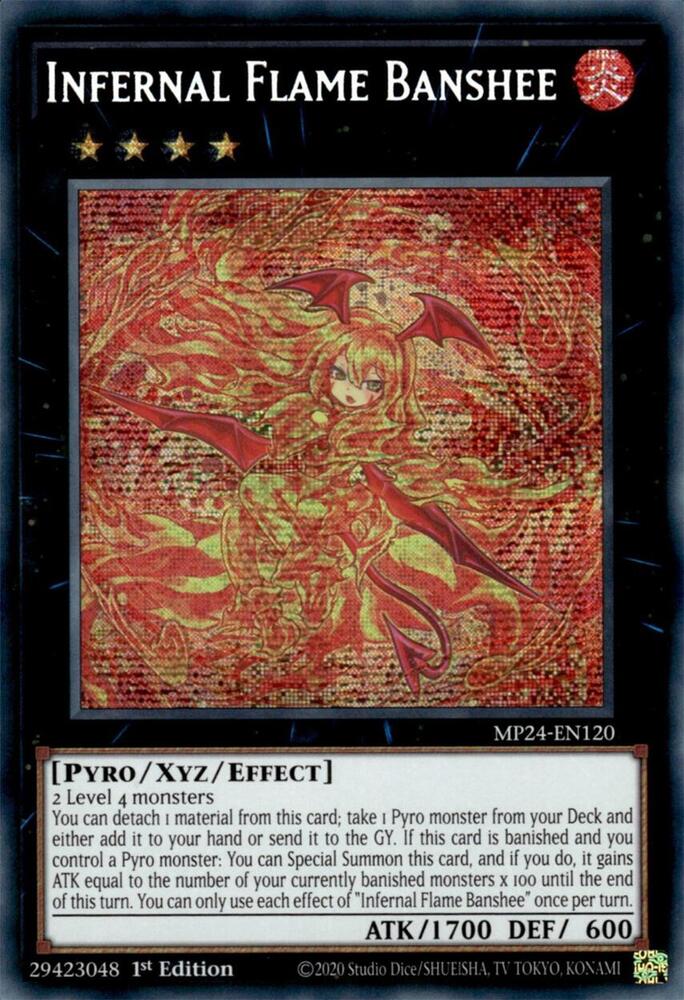 INFERNAL FLAME BANSHEE
FIRE
炎
MP24-EN120
[PYRO/XYZ/EFFECT]
2 Level 4 monsters
You can detach 1 material from this card; take 1 Pyro monster from your Deck and
either add it to your hand or send it to the GY. If this card is banished and you
control a Pyro monster: You can Special Summon this card, and if you do, it gains
ATK equal to the number of your currently banished monsters x 100 until the end
of this turn. You can only use each effect of "Infernal Flame Banshee" once per turn.
ATK/1700 DEF/ 600
29423048 1st Edition ©2020 Studio Dice/SHUEISHA, TV TOKYO, KONAMI